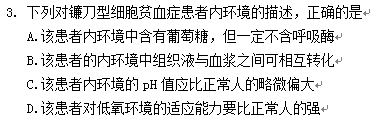 3. 下列对镰刀型细胞贫血症患者内环境的描述，正确的是
A.该患者内环境中含有葡萄糖，但一定不含呼吸酶
B.该患者的内环境中组织液与血浆之间可相互转化
C.该患者内环境的 pH 值应比正常人的略微偏大
D.该患者对低氧环境的适应能力要比正常人的强